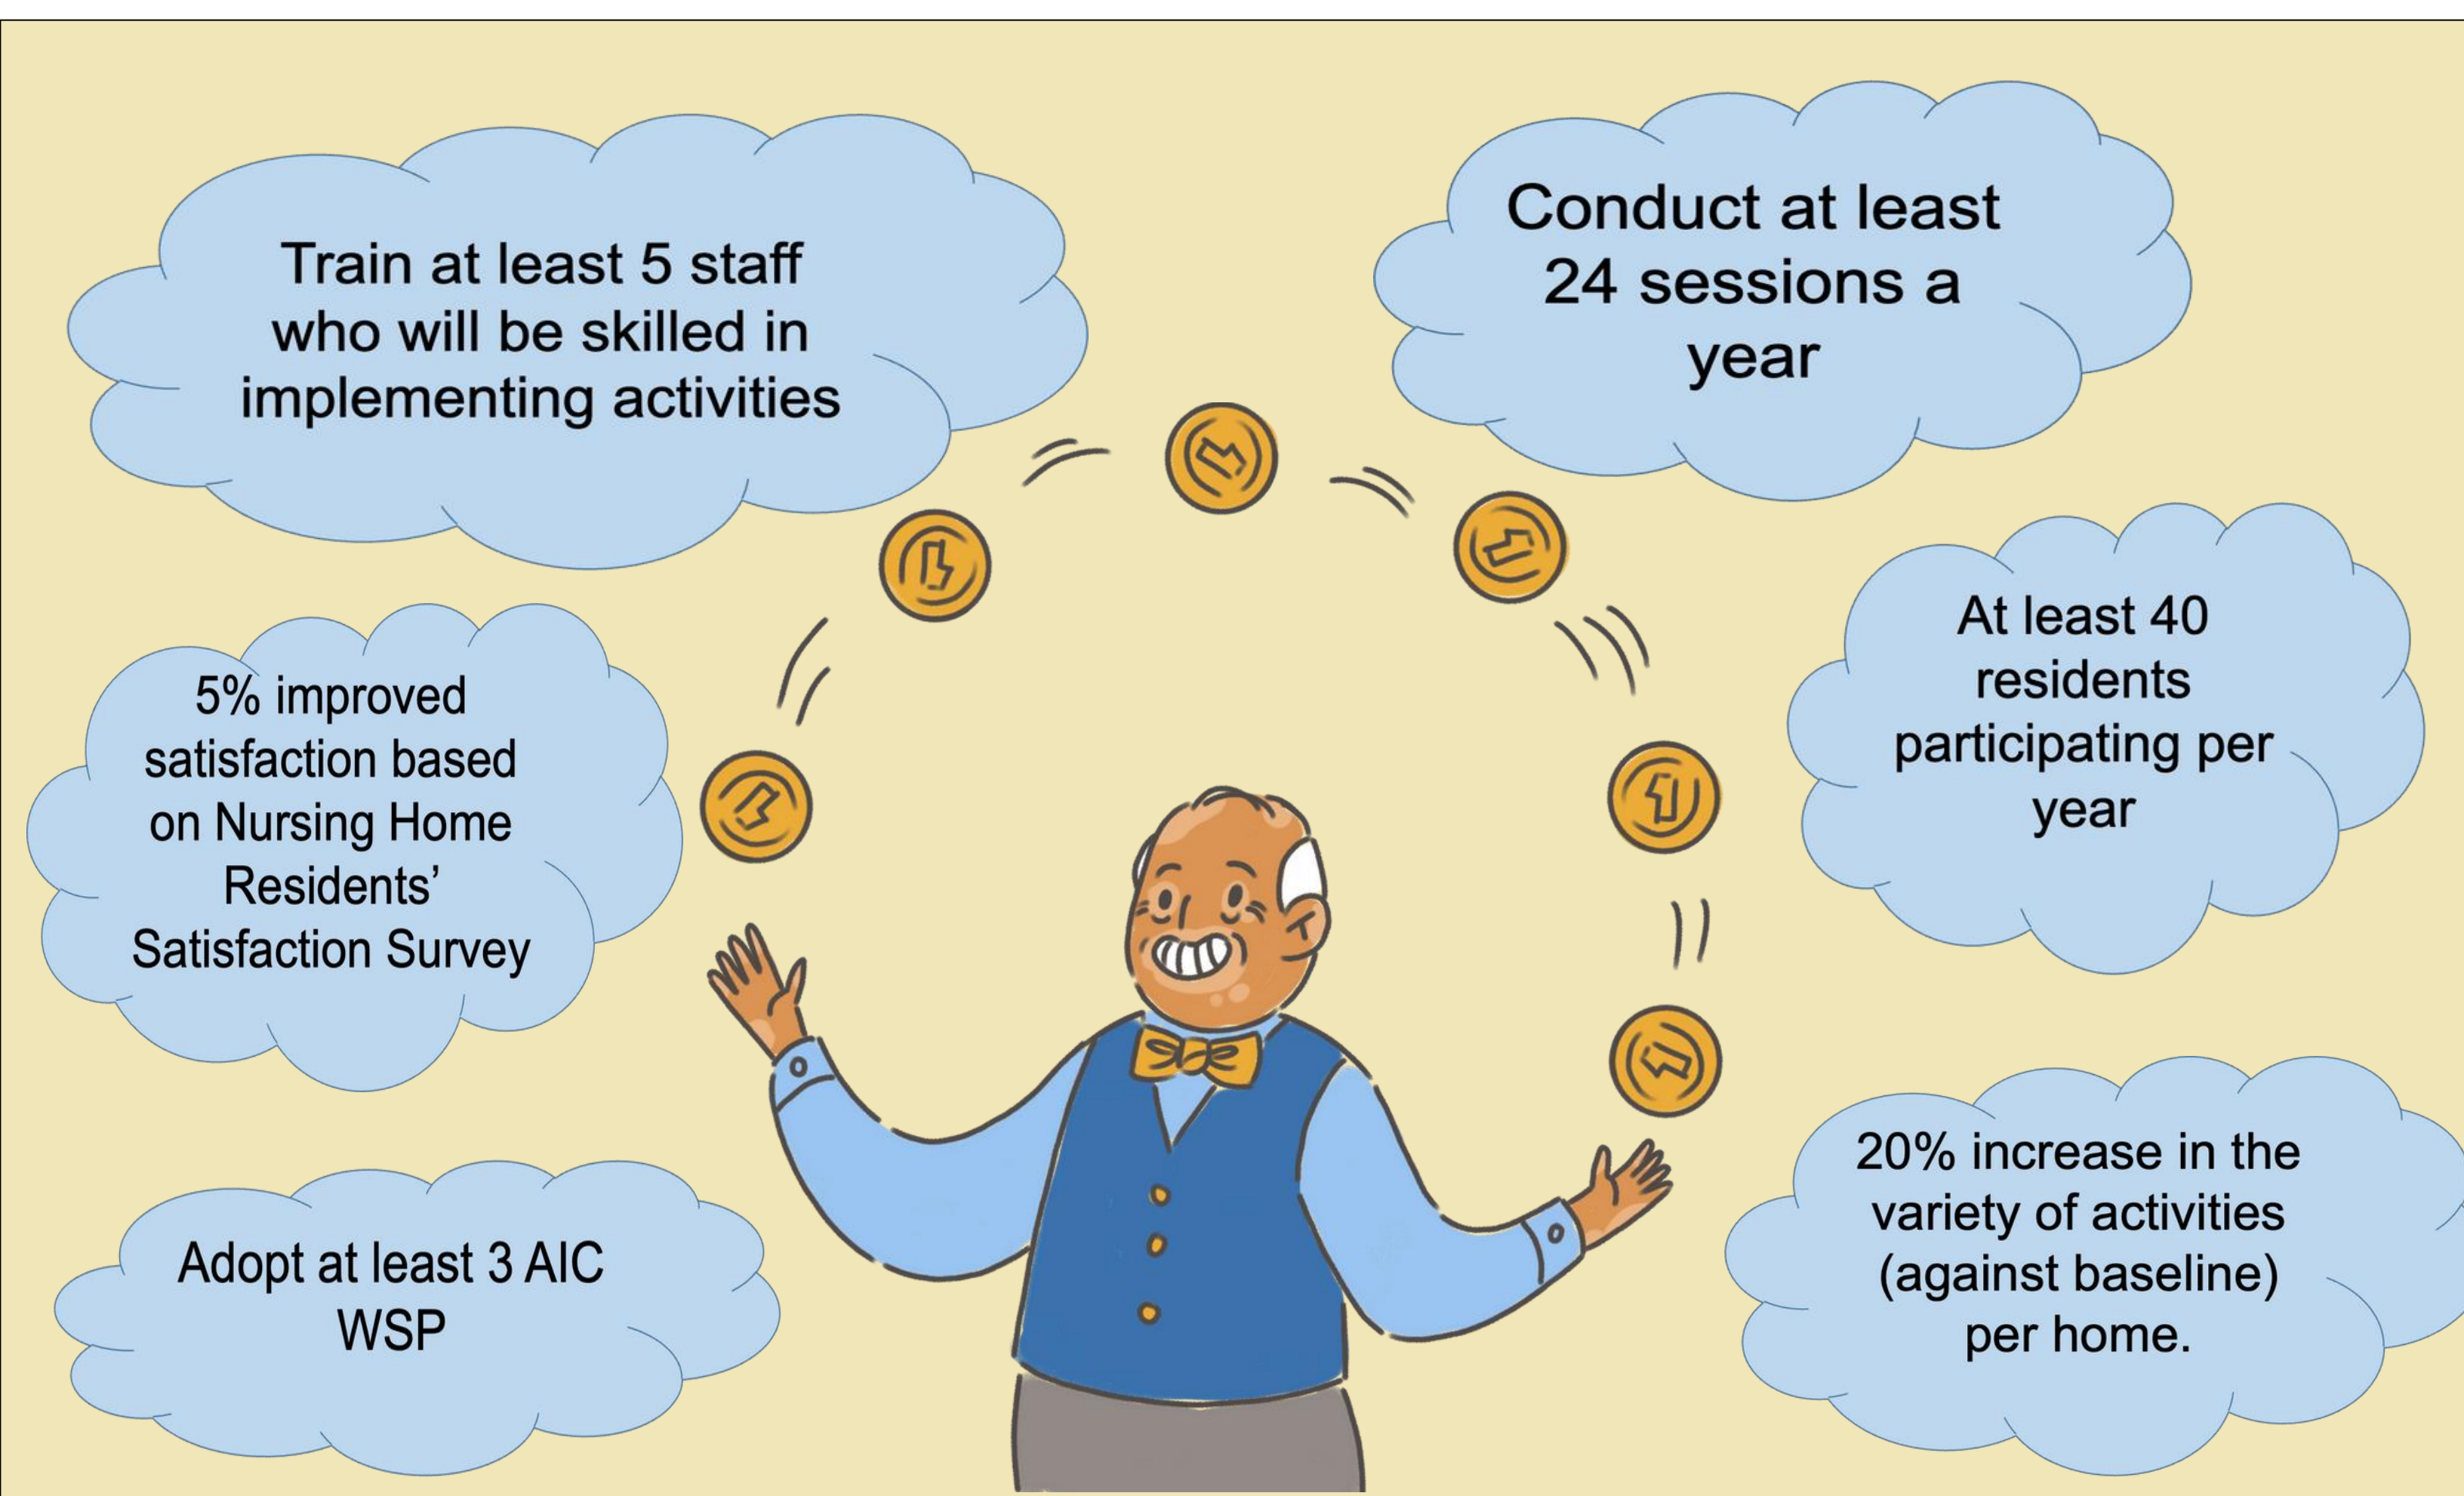 Train at least 5 staff
who will be skilled in
implementing activities
Conduct at least
24 sessions a
year
5% improved
satisfaction based
on Nursing Home
Residents’
Satisfaction Survey
At least 40
residents
participating per
year
Adopt at least 3 AIC
WSP
20% increase in the
variety of activities
(against baseline)
per home.